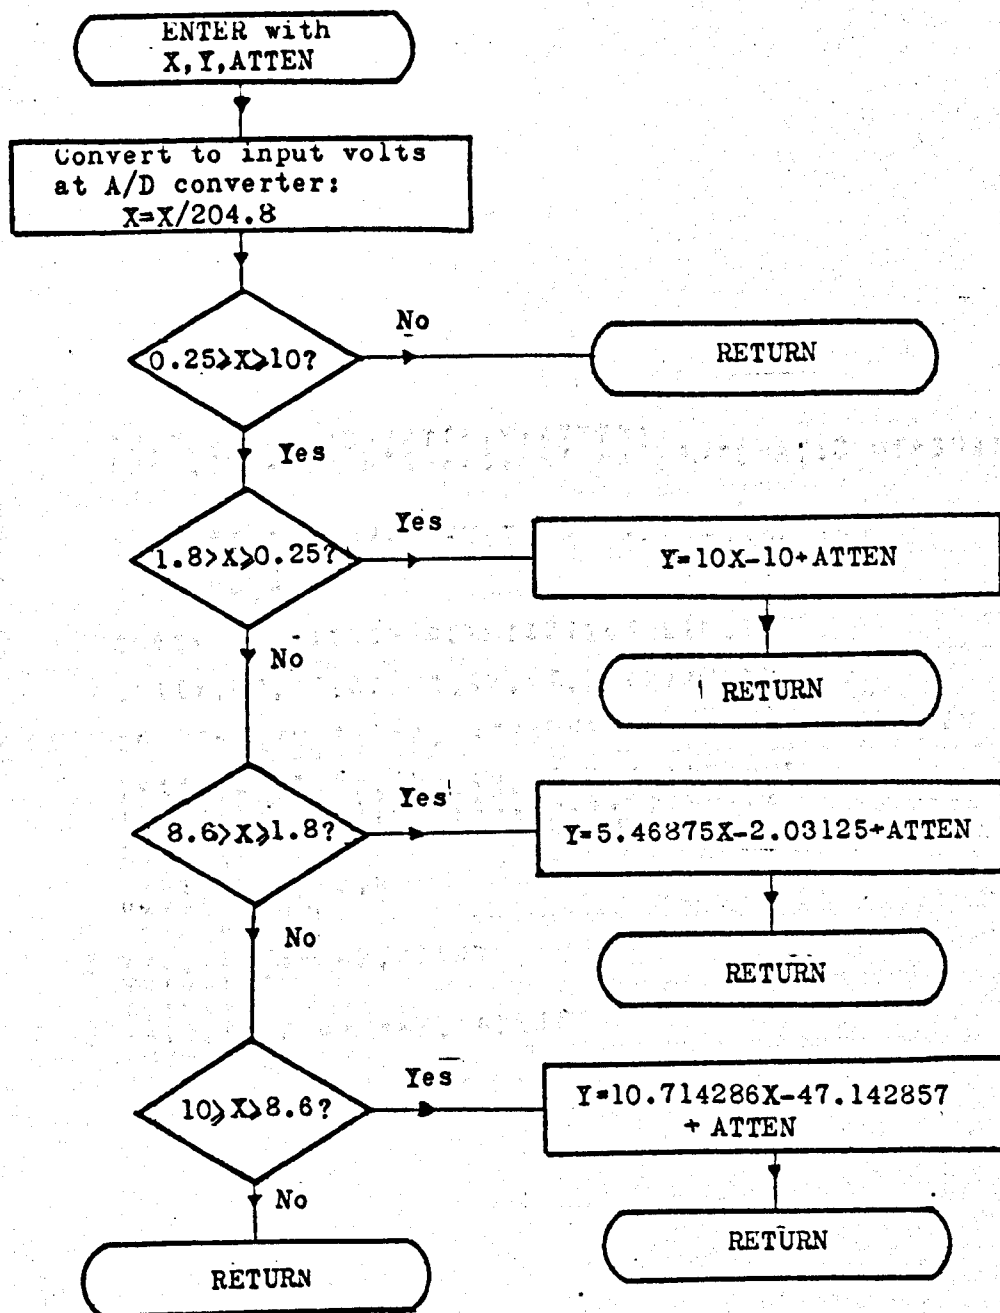 ENTER with
X,Y,ATTEN
Convert to input volts
at A/D converter:
X=X/204.8
0.25⩾X⩾10?
No
RETURN
Yes
1.8>X⩾0.25?
Yes
Y=10X-10+ATTEN
RETURN
No
8.6>X⩾1.8?
Yes
Y=5.46875X-2.03125+ATTEN
RETURN
No
10⩾X⩾8.6?
Yes
Y=10.714286X-47.142857
+ ATTEN
RETURN
No
RETURN